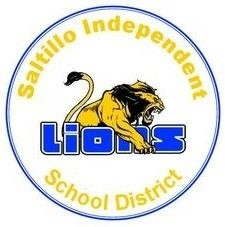 Saltillo Independent
Lions
School District